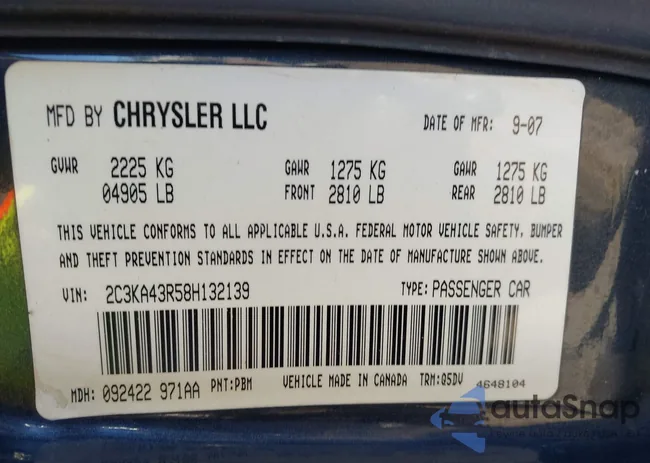 MFD BY CHRYSLER LLC DATE OF MFR: 9-07
GVWR 2225 KG GAWR 1275 KG GAWR 1275 KG
04905 LB FRONT 2810 LB REAR 2810 LB
THIS VEHICLE CONFORMS TO ALL APPLICABLE U.S.A. FEDERAL MOTOR VEHICLE SAFETY, BUMPER
AND THEFT PREVENTION STANDARDS IN EFFECT ON THE DATE OF MANUFACTURE SHOWN ABOVE.
VIN: 2C3KA43R58H132139 TYPE: PASSENGER CAR
MDH: 092422 971AA PNT:PBM VEHICLE MADE IN CANADA TRM:Q5DV 4648104
autoSnap